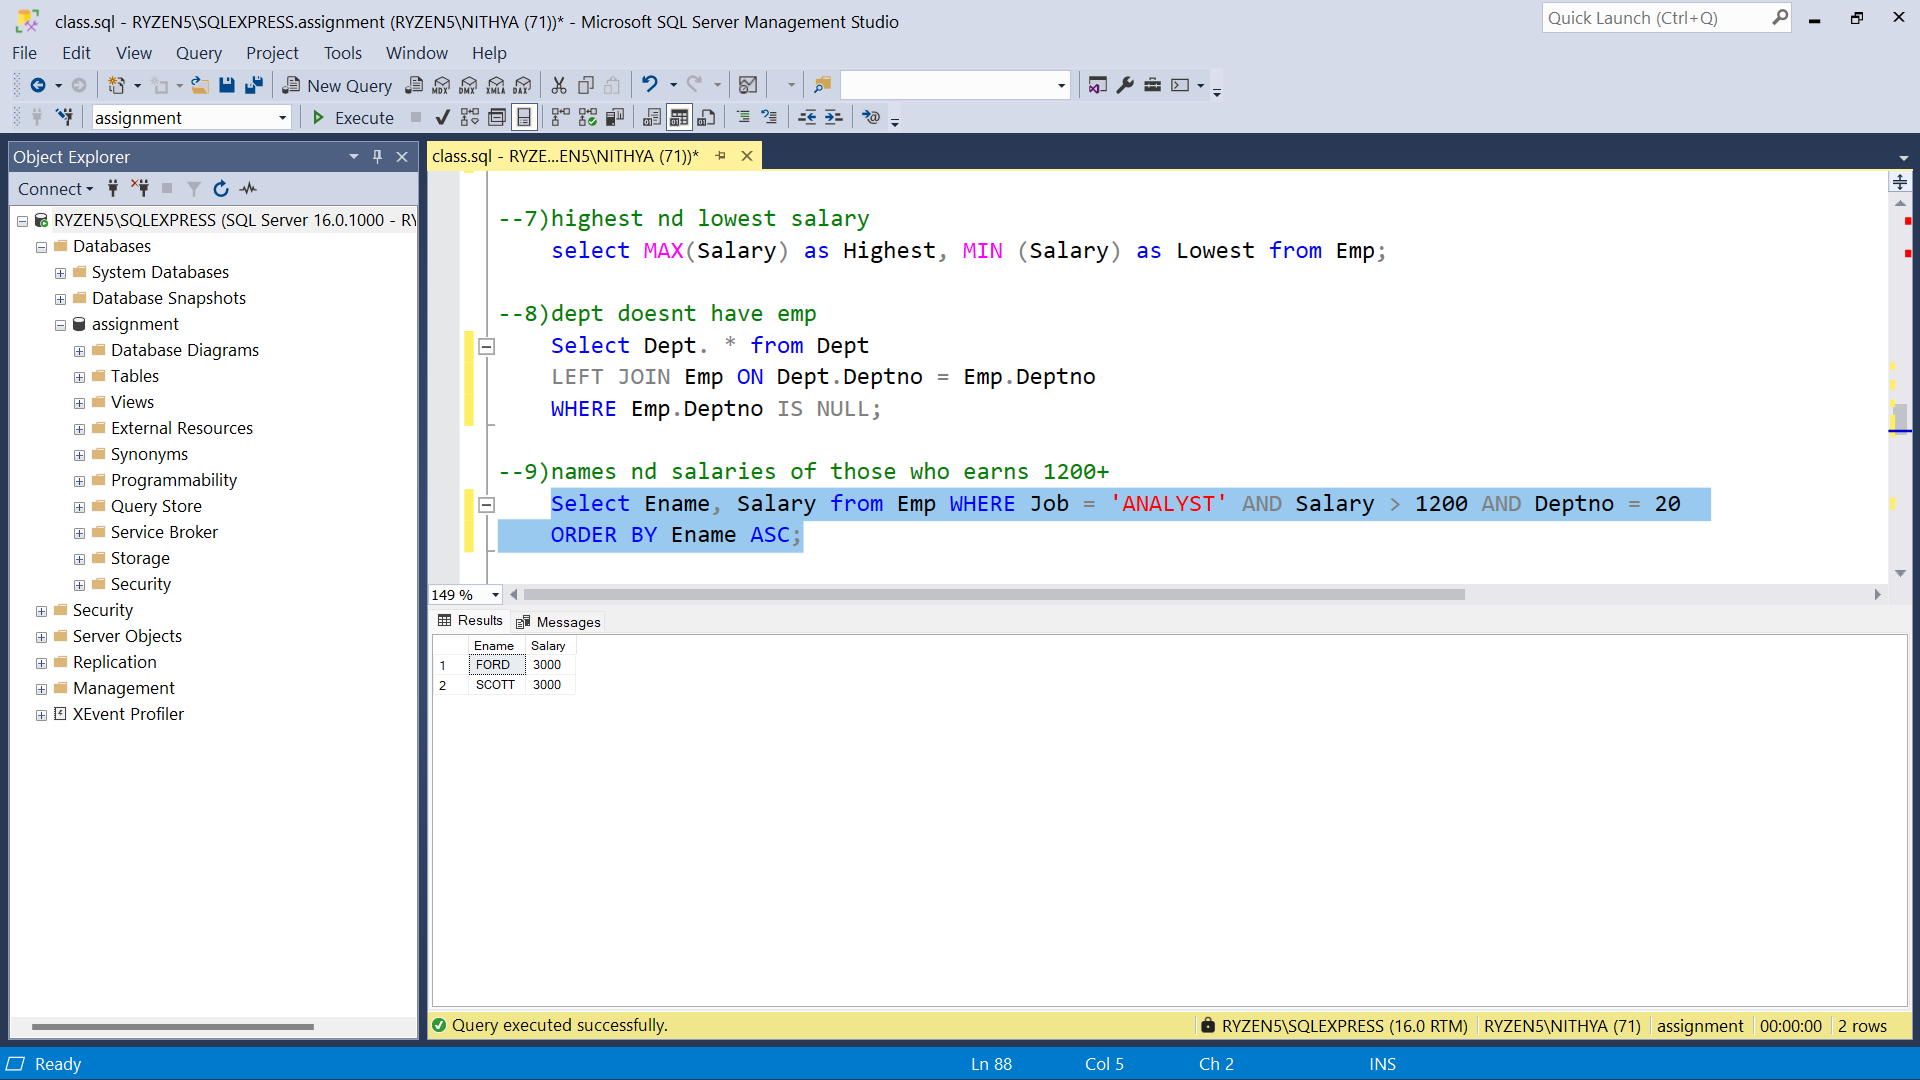 class.sql - RYZEN5\SQLEXPRESS.assignment (RYZEN5\NITHYA (71))* - Microsoft SQL Server Management Studio
Quick Launch (Ctrl+Q)
File Edit View Query Project Tools Window Help
New Query MDX DMX XMLA DAX
assignment Execute
Object Explorer
class.sql - RYZE...EN5\NITHYA (71))*
Connect
RYZEN5\SQLEXPRESS (SQL Server 16.0.1000 - RY
Databases
System Databases
Database Snapshots
assignment
Database Diagrams
Tables
Views
External Resources
Synonyms
Programmability
Query Store
Service Broker
Storage
Security
Security
Server Objects
Replication
Management
XEvent Profiler
--7)highest nd lowest salary
select MAX(Salary) as Highest, MIN (Salary) as Lowest from Emp;
--8)dept doesnt have emp
Select Dept. * from Dept
LEFT JOIN Emp ON Dept.Deptno = Emp.Deptno
WHERE Emp.Deptno IS NULL;
--9)names nd salaries of those who earns 1200+
Select Ename, Salary from Emp WHERE Job = 'ANALYST' AND Salary > 1200 AND Deptno = 20
ORDER BY Ename ASC;
149 %
Results Messages
Ename Salary
1 FORD 3000
2 SCOTT 3000
Query executed successfully.
RYZEN5\SQLEXPRESS (16.0 RTM) RYZEN5\NITHYA (71) assignment 00:00:00 2 rows
Ready Ln 88 Col 5 Ch 2 INS